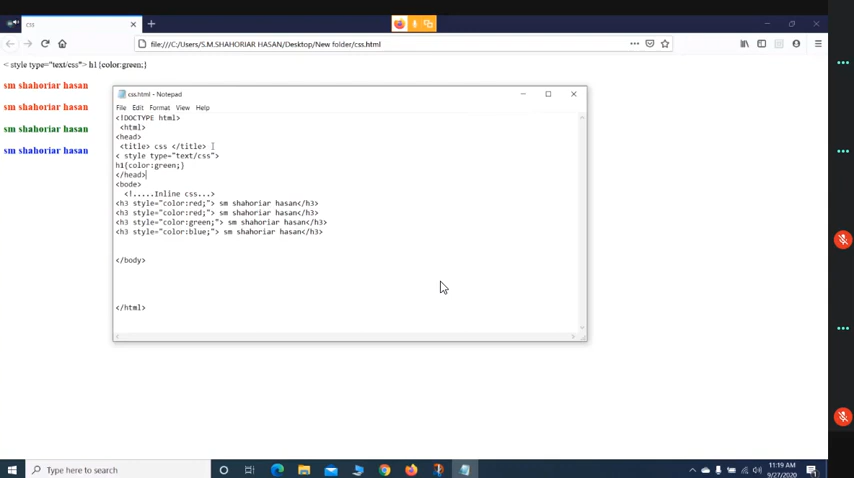 css
file:///C:/Users/S.M.SHAHORIAR HASAN/Desktop/New folder/css.html
< style type="text/css"> h1{color:green;}
sm shahoriar hasan
sm shahoriar hasan
sm shahoriar hasan
sm shahoriar hasan
css.html - Notepad
File Edit Format View Help
<!DOCTYPE html>
<html>
<head>
<title> css </title>
< style type="text/css">
h1{color:green;}
</head>
<bode>
<!.....Inline css...>
<h3 style="color:red;"> sm shahoriar hasan</h3>
<h3 style="color:red;"> sm shahoriar hasan</h3>
<h3 style="color:green;"> sm shahoriar hasan</h3>
<h3 style="color:blue;"> sm shahoriar hasan</h3>
</body>
</html>
Type here to search
11:19 AM
9/27/2020